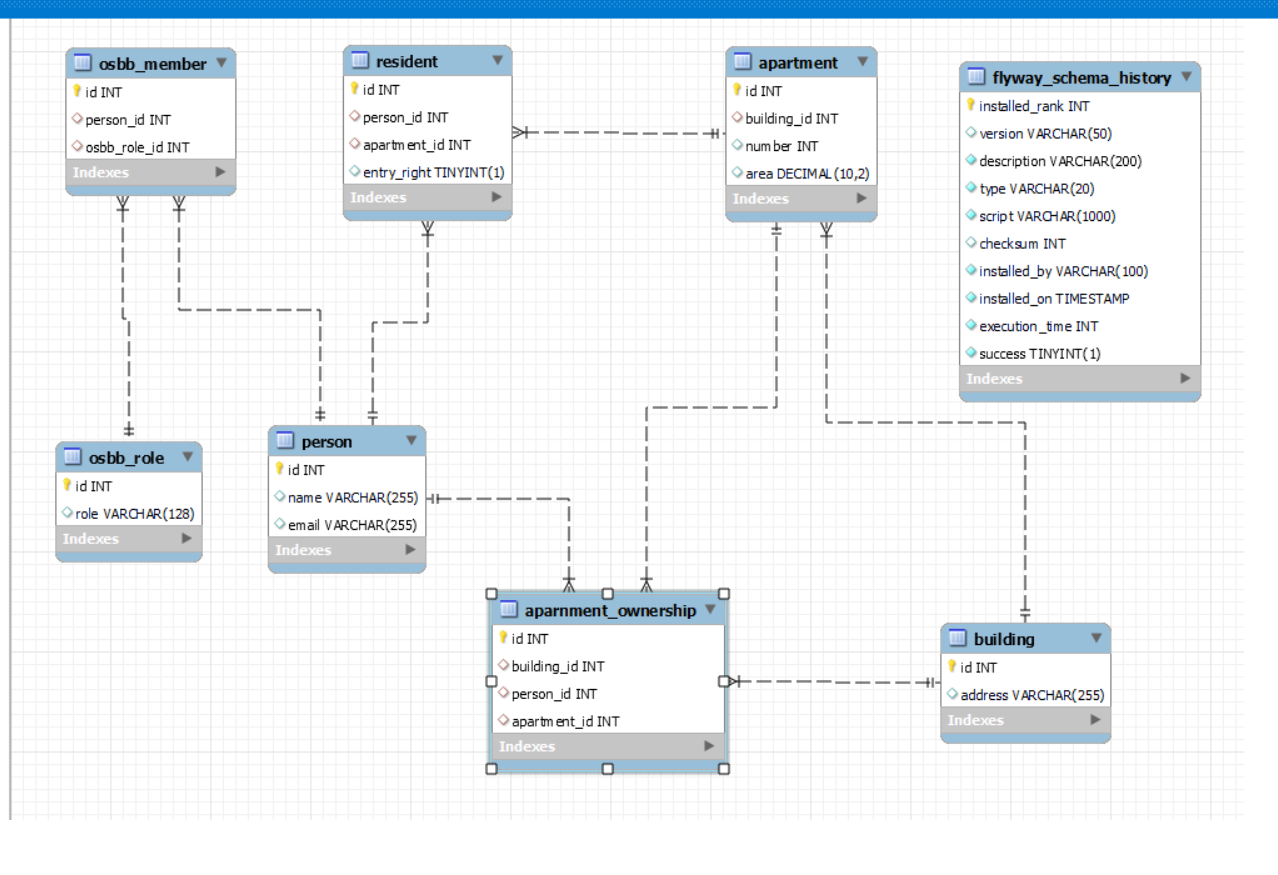 osbb_member
id INT
person_id INT
osbb_role_id INT
Indexes
resident
id INT
person_id INT
apartment_id INT
entry_right TINYINT(1)
Indexes
apartment
id INT
building_id INT
number INT
area DECIMAL(10,2)
Indexes
flyway_schema_history
installed_rank INT
version VARCHAR(50)
description VARCHAR(200)
type VARCHAR(20)
script VARCHAR(1000)
checksum INT
installed_by VARCHAR(100)
installed_on TIMESTAMP
execution_time INT
success TINYINT(1)
Indexes
osbb_role
id INT
role VARCHAR(128)
Indexes
person
id INT
name VARCHAR(255)
email VARCHAR(255)
Indexes
aparnment_ownership
id INT
building_id INT
person_id INT
apartment_id INT
Indexes
building
id INT
address VARCHAR(255)
Indexes